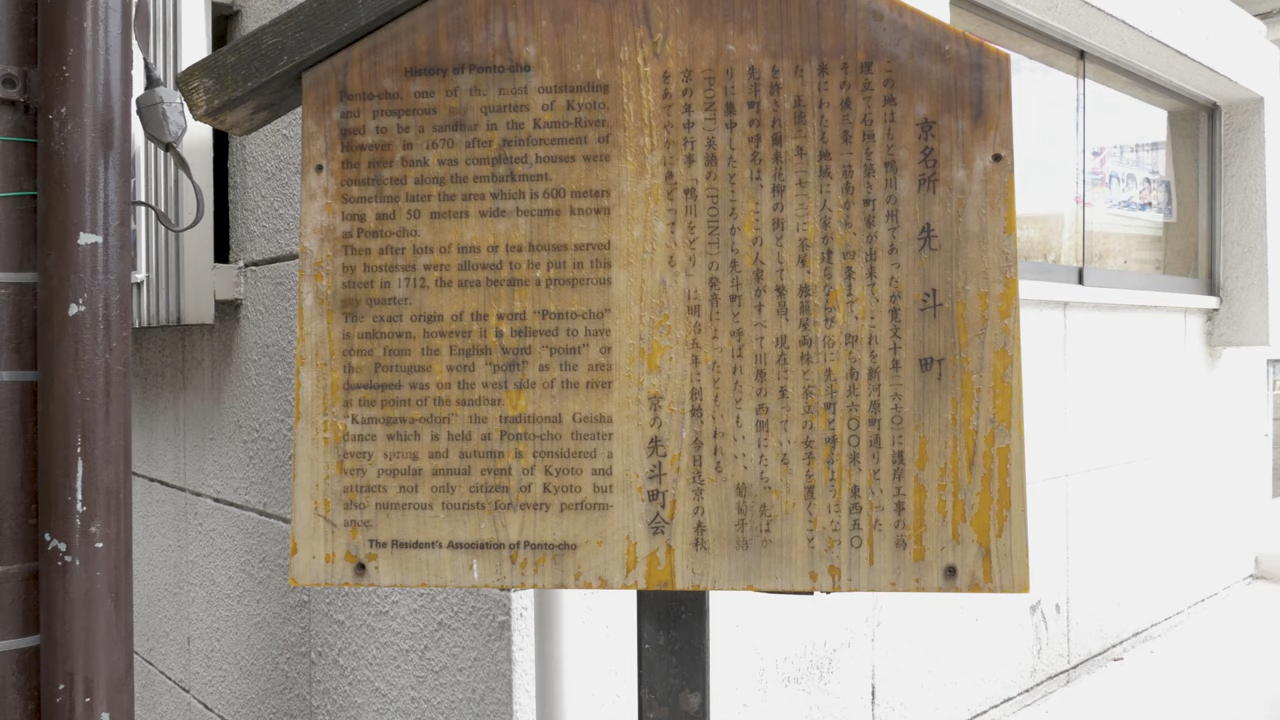 History of Ponto-cho
Ponto-cho, one of the most outstanding
and prosperous gay quarters of Kyoto,
used to be a sandbar in the Kamo-River,
However in 1670 after reinforcement of
the river bank was completed houses were
constrected along the embarkment.
Sometime later the area which is 600 meters
long and 50 meters wide became known
as Ponto-cho.
Then after lots of inns or tea houses served
by hostesses were allowed to be put in this
street in 1712, the area became a prosperous
gay quarter.
The exact origin of the word "Ponto-cho"
is unknown, however it is believed to have
come from the English word "point" or
the Portuguse word "pont" as the area
developed was on the west side of the river
at the point of the sandbar.
"Kamogawa-odori" the traditional Geisha
dance which is held at Ponto-cho theater
every spring and autumn is considered a
very popular annual event of Kyoto and
attracts not only citizen of Kyoto but
also numerous tourists for every perform-
ance.
The Resident's Association of Ponto-cho
京名所 先斗町
この地はもと鴨川の州であったが寛文十年(一六七〇)に護岸工事の為
埋立て石垣を築き町家が出来て、これを新河原町通りといった
その後三条一筋南から、四条まで、即ち南北六〇〇米、東西五〇
米にわたる地域に人家が建ちならび俗に先斗町と呼ぶようになっ
た。正徳二年(一七一二)に茶屋、旅籠屋両株と茶立の女子を置くこと
を許され爾来花柳の街として繁昌、現在に至っている。
先斗町の呼名は、この人家がすべて川原の西側にたち、先ばか
りに集中したところから先斗町と呼ばれたともいい、葡萄牙語
(PONT)英語の(POINT)の発音によったともいわれる。
京の年中行事「鴨川をどり」は明治五年に創始、今日迄京の春秋
をあてやかに色どっている。
京の先斗町会